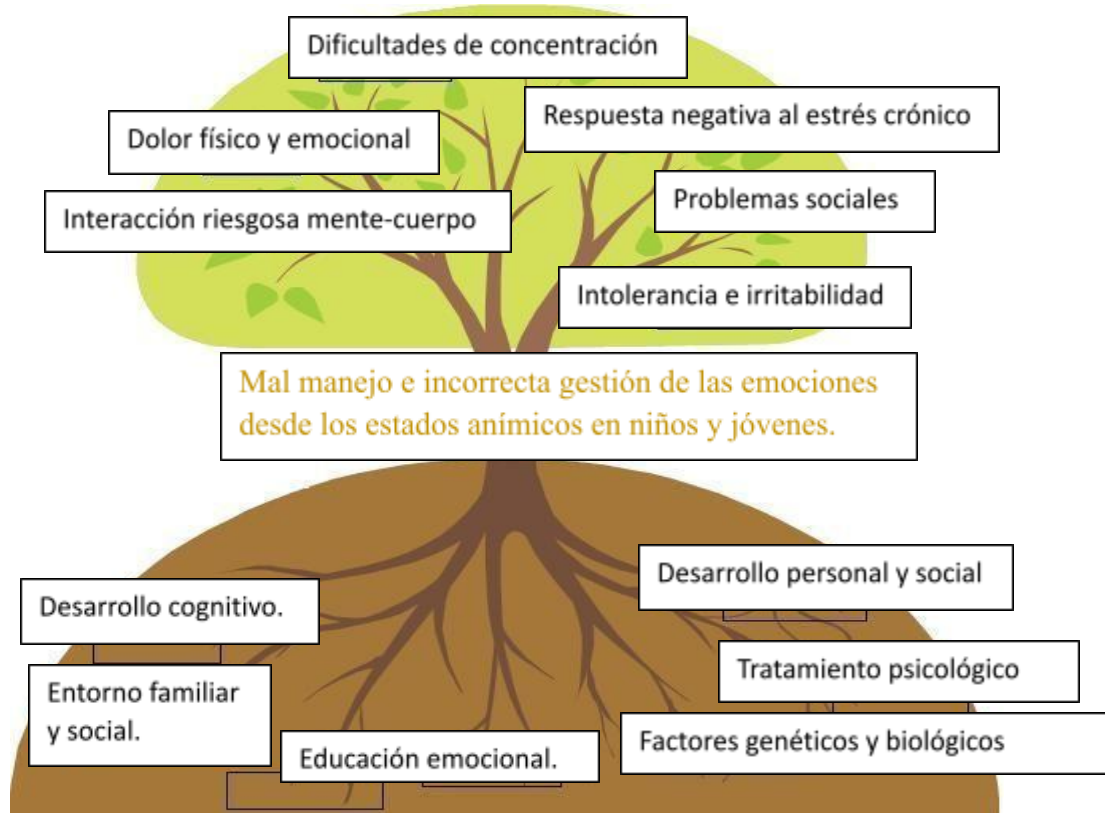 Dificultades de concentración
Respuesta negativa al estrés crónico
Dolor físico y emocional
Problemas sociales
Interacción riesgosa mente-cuerpo
Intolerancia e irritabilidad
Mal manejo e incorrecta gestión de las emociones
desde los estados anímicos en niños y jóvenes.
Desarrollo personal y social
Desarrollo cognitivo.
Tratamiento psicológico
Entorno familiar
y social.
Factores genéticos y biológicos
Educación emocional.